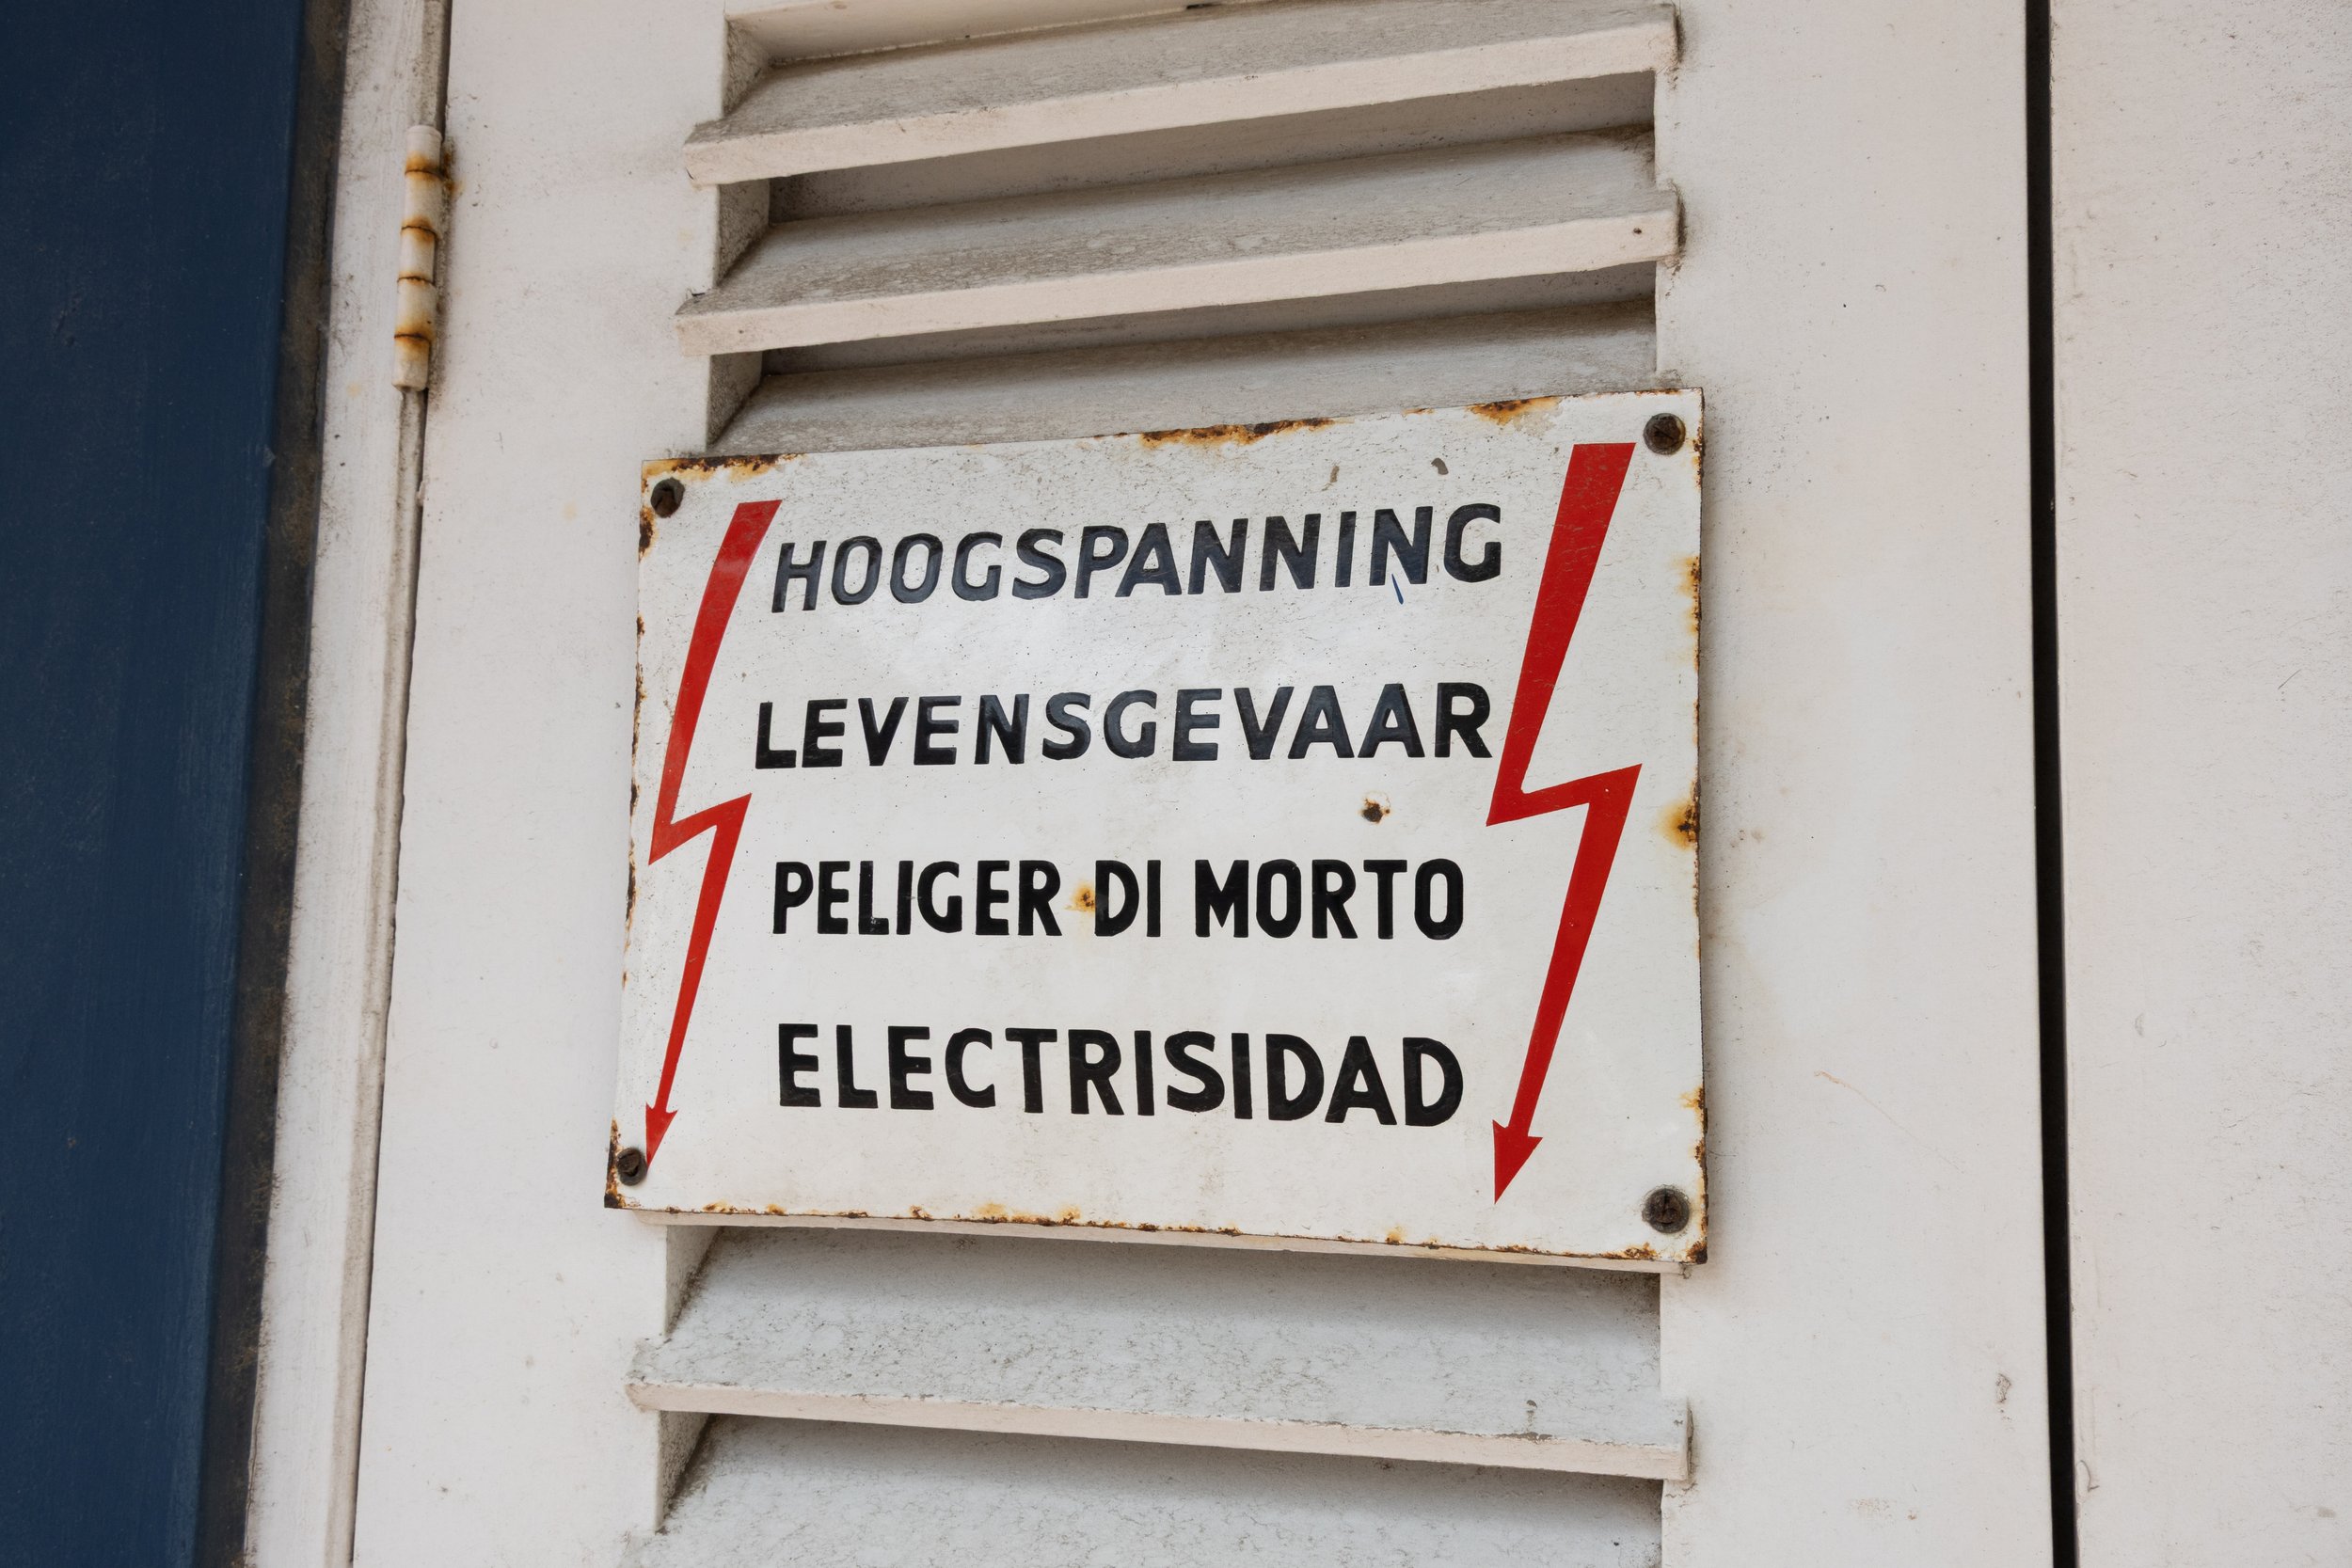 HOOGSPANNING
LEVENSGEVAAR
PELIGER DI MORTO
ELECTRISIDAD